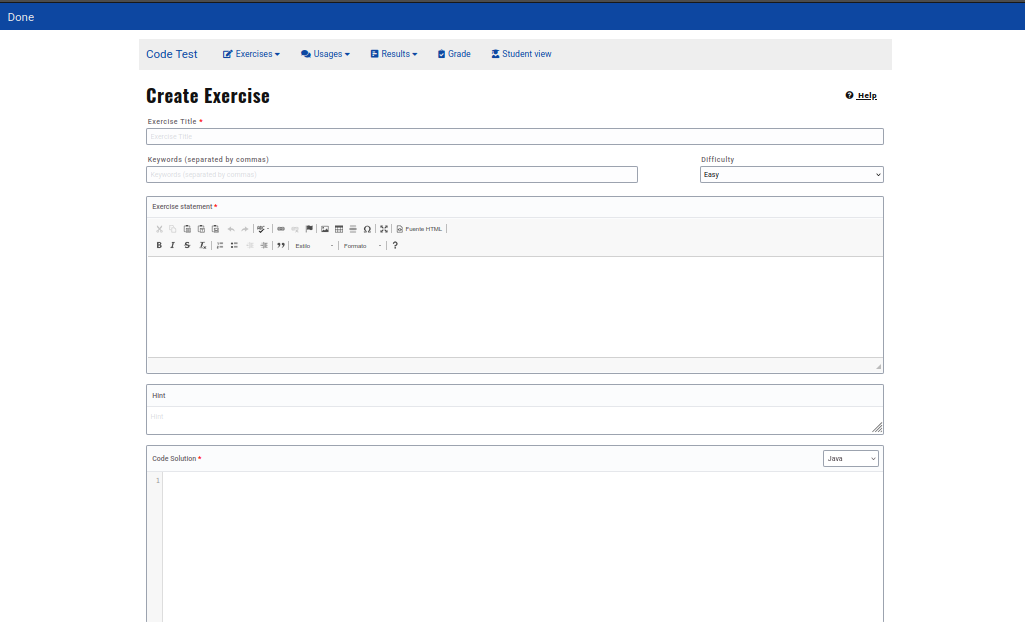 Done
Code Test Exercises Usages Results Grade Student view
Create Exercise
Help
Exercise Title *
Exercise Title
Keywords (separated by commas) Difficulty
Keywords (separated by commas) Easy
Exercise statement *
Fuente HTML
B I S Tx Estilo Formato ?
Hint
Hint
Code Solution * Java
1